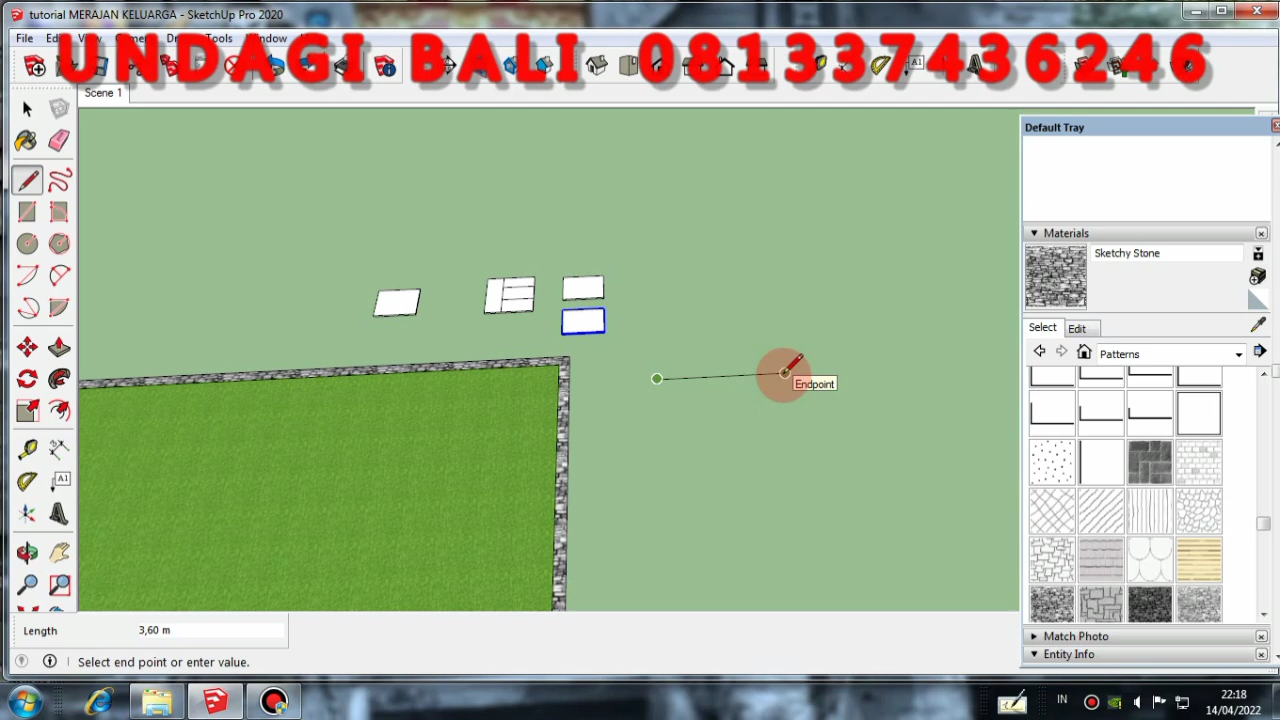 tutorial MERAJAN KELUARGA - SketchUp Pro 2020
File Tools Window
UNDAGI BALI 081337436246
Scene 1
Default Tray
Materials
Sketchy Stone
Select Edit
Patterns
Endpoint
A1
Match Photo
Entity Info
Length 3,60 m
Select end point or enter value.
IN
22:18
14/04/2022